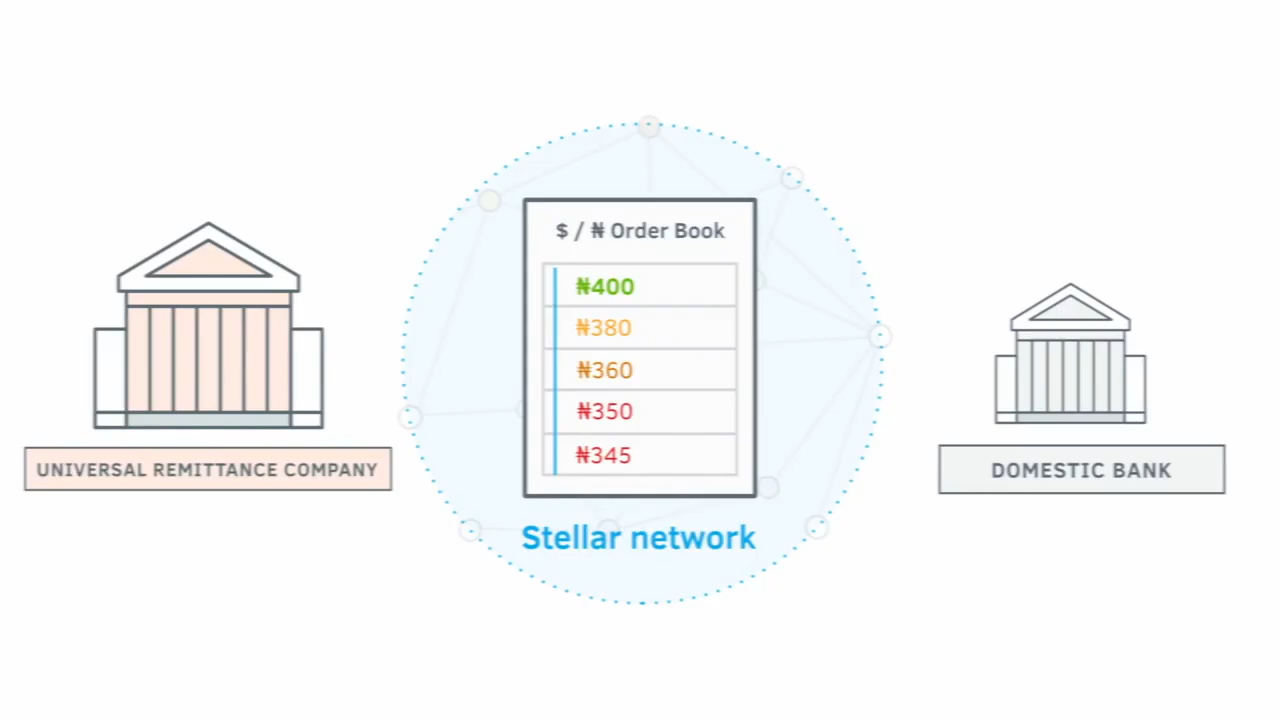 $ / ₦ Order Book
₦400
₦380
₦360
₦350
₦345
UNIVERSAL REMITTANCE COMPANY
DOMESTIC BANK
Stellar network